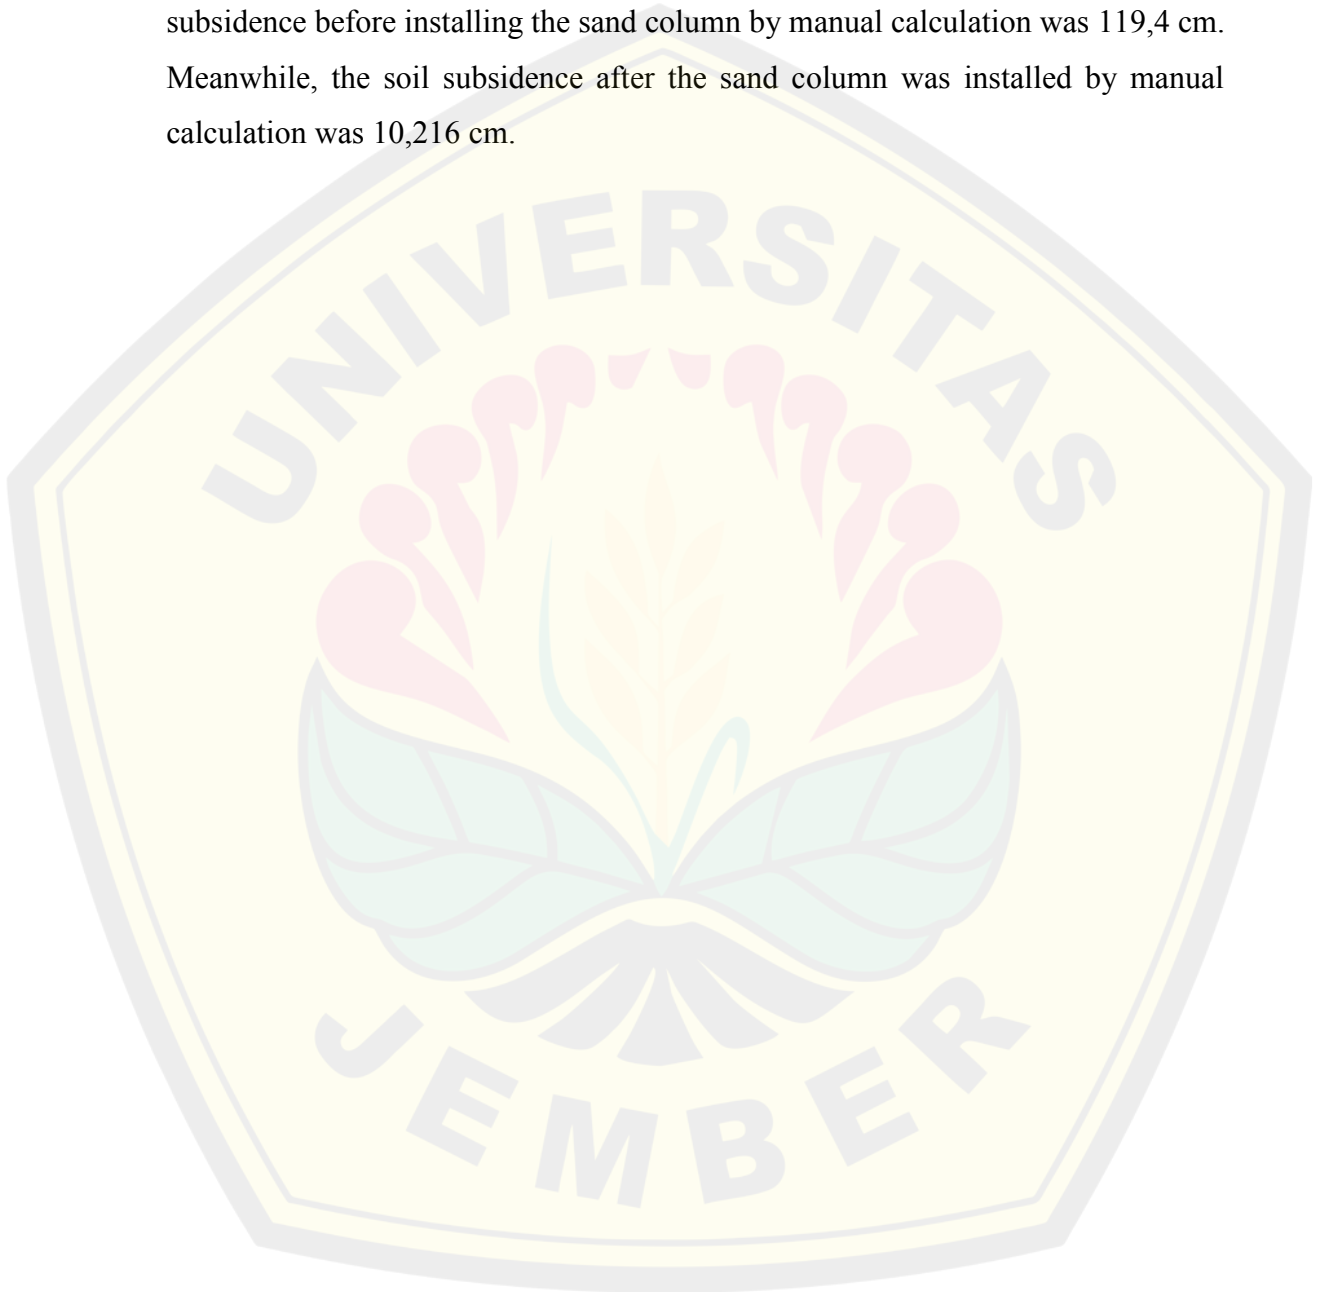 subsidence before installing the sand column by manual calculation was 119,4 cm.
Meanwhile, the soil subsidence after the sand column was installed by manual
calculation was 10,216 cm.
UNIVERSITAS
JEMBER